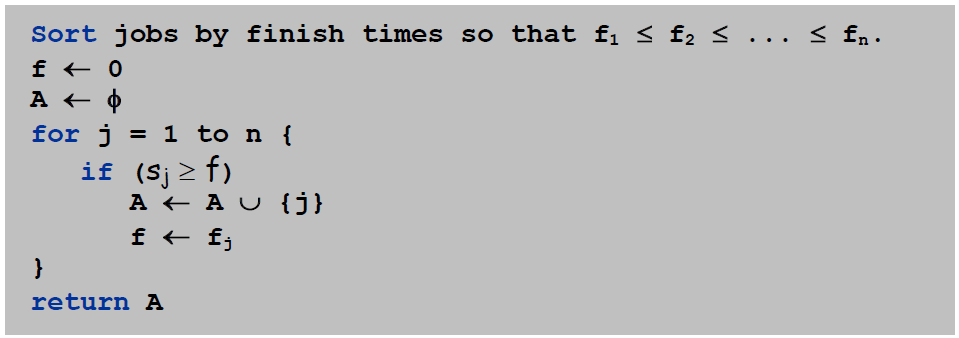 Sort jobs by finish times so that f₁ ≤ f₂ ≤ ... ≤ fₙ.
f ← 0
A ← ϕ
for j = 1 to n {
if (sⱼ ≥ f)
A ← A ∪ {j}
f ← fⱼ
}
return A